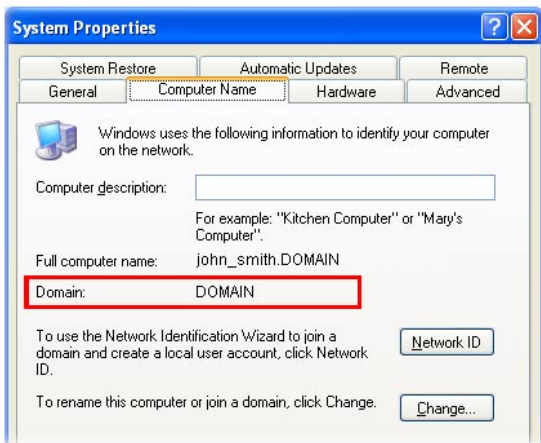 System Properties
System Restore Automatic Updates Remote
General Computer Name Hardware Advanced
Windows uses the following information to identify your computer
on the network.
Computer description:
For example: "Kitchen Computer" or "Mary's
Computer".
Full computer name: john_smith.DOMAIN
Domain: DOMAIN
To use the Network Identification Wizard to join a
domain and create a local user account, click Network
ID.
Network ID
To rename this computer or join a domain, click Change.
Change...